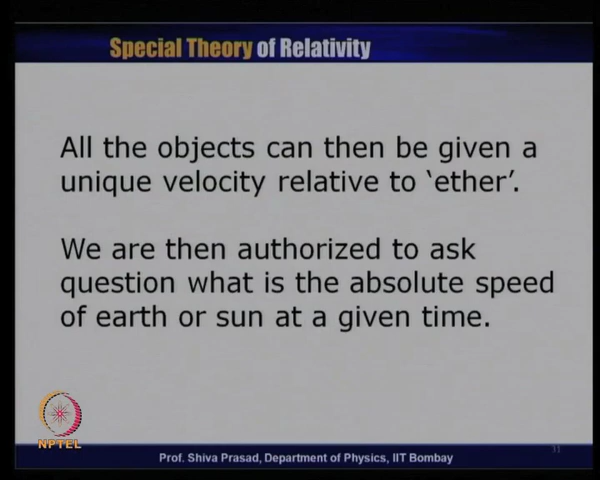 Special Theory of Relativity
All the objects can then be given a
unique velocity relative to ‘ether’.
We are then authorized to ask
question what is the absolute speed
of earth or sun at a given time.
NPTEL
Prof. Shiva Prasad, Department of Physics, IIT Bombay